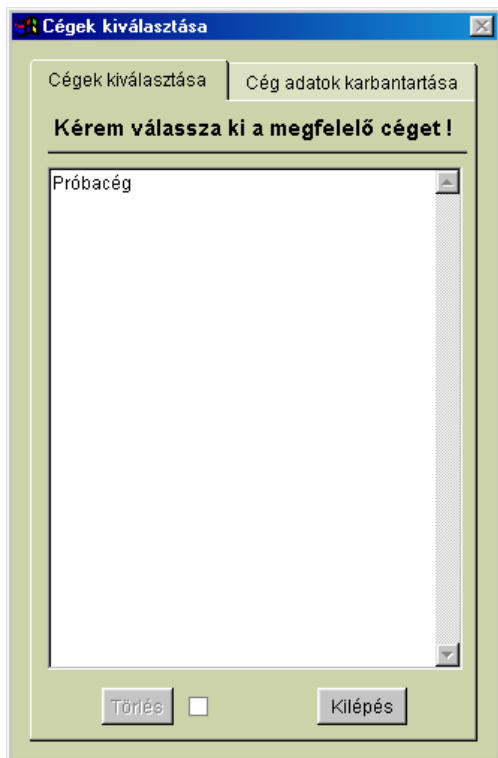 Cégek kiválasztása
Cégek kiválasztása Cég adatok karbantartása
Kérem válassza ki a megfelelő céget !
Próbacég
Törlés Kilépés